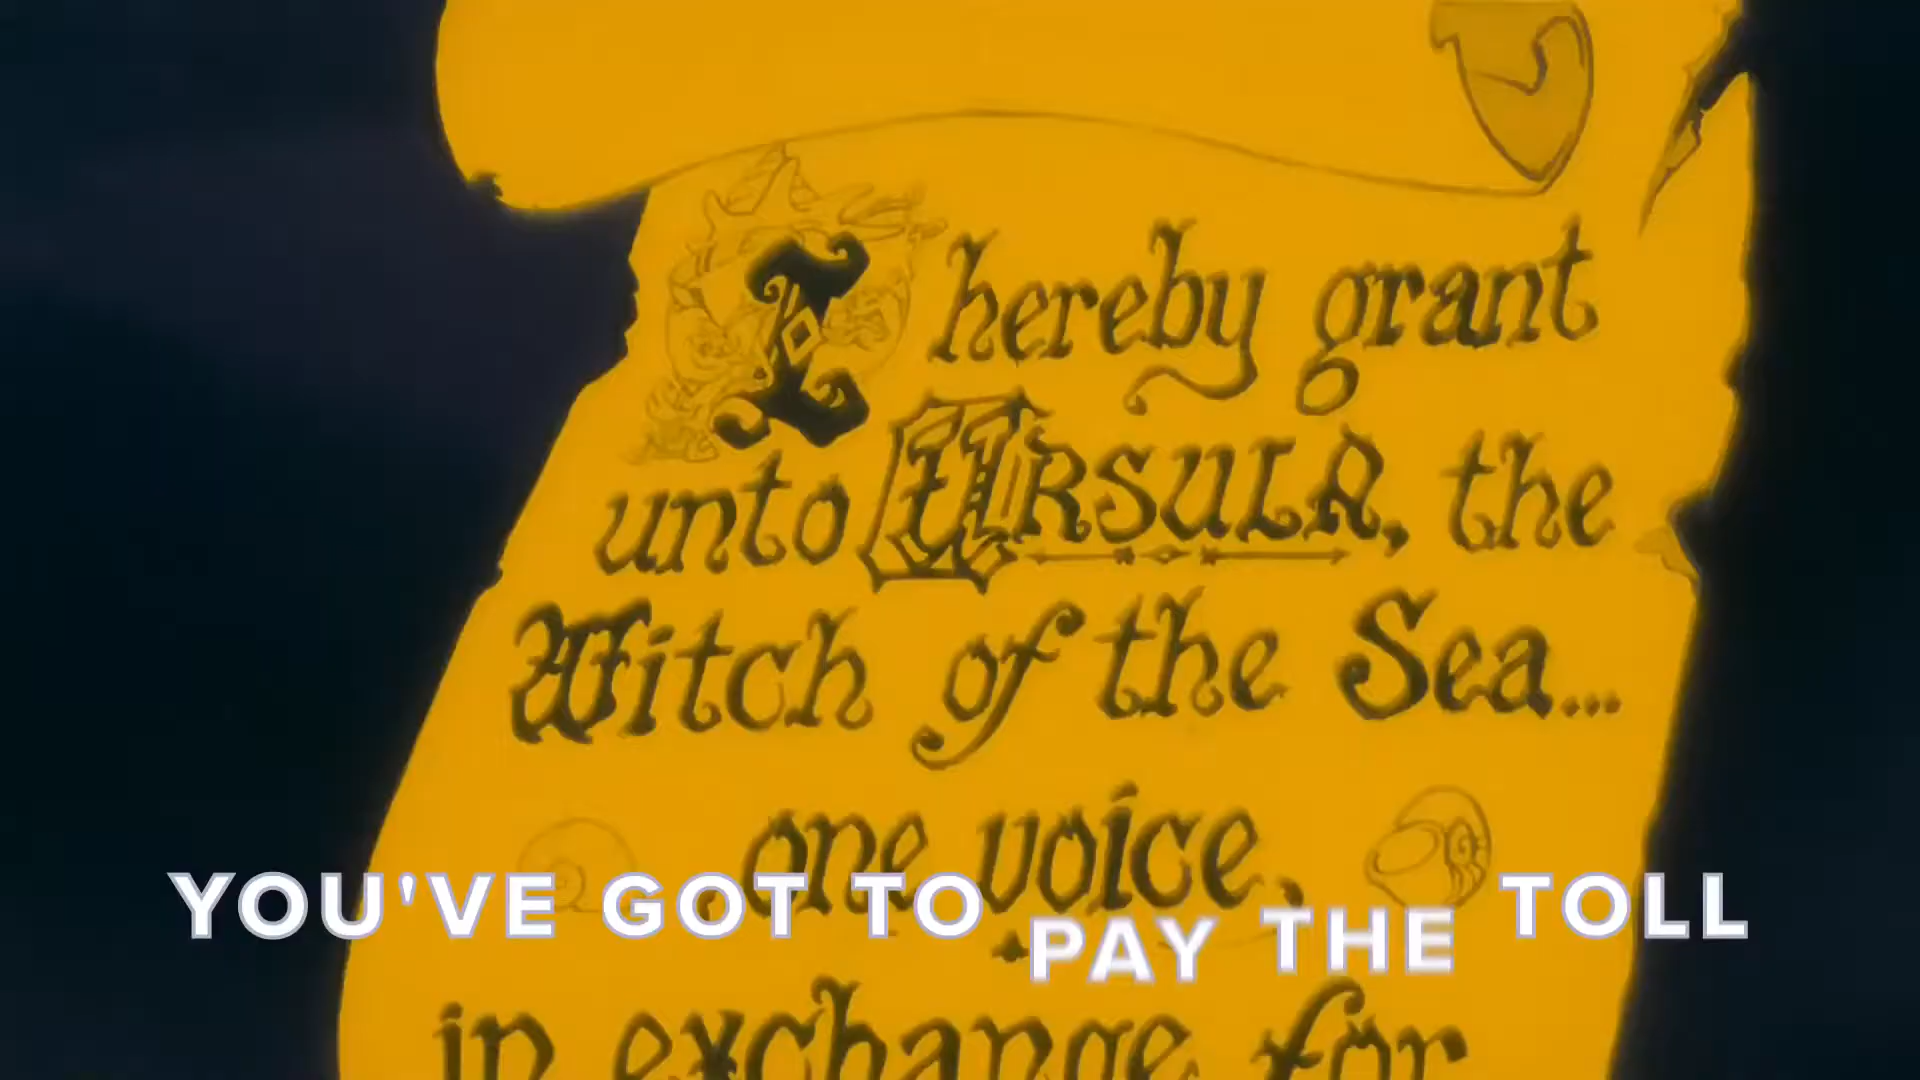 I hereby grant
unto URSULA, the
Witch of the Sea...
one voice,
YOU'VE GOT TO PAY THE TOLL
in exchange for